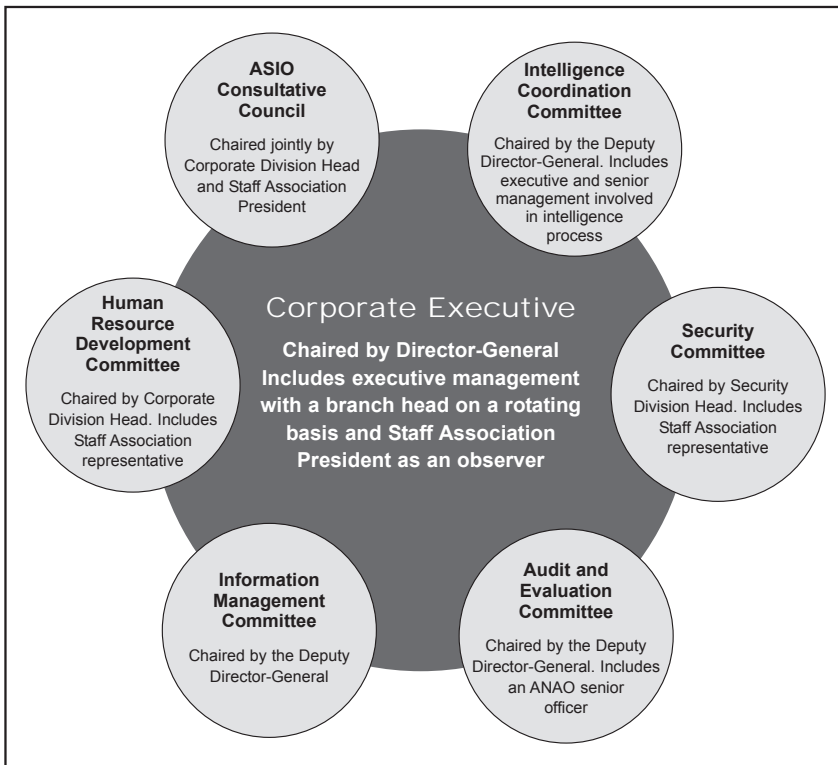 ASIO
Consultative
Council
Chaired jointly by
Corporate Division Head
and Staff Association
President
Intelligence
Coordination
Committee
Chaired by the Deputy
Director-General. Includes
executive and senior
management involved
in intelligence
process
Human
Resource
Development
Committee
Chaired by Corporate
Division Head. Includes
Staff Association
representative
Corporate Executive
Chaired by Director-General
Includes executive management
with a branch head on a rotating
basis and Staff Association
President as an observer
Security
Committee
Chaired by Security
Division Head. Includes
Staff Association
representative
Information
Management
Committee
Chaired by the Deputy
Director-General
Audit and
Evaluation
Committee
Chaired by the Deputy
Director-General. Includes
an ANAO senior
officer